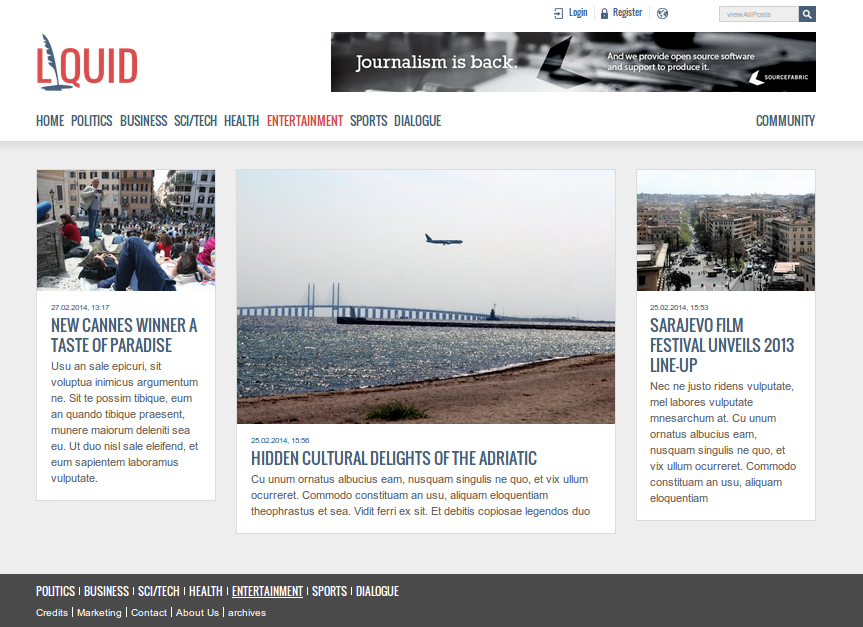 Login Register viewAllPosts
LIQUID
Journalism is back.
And we provide open source software
and support to produce it.
SOURCEFABRIC
HOME POLITICS BUSINESS SCI/TECH HEALTH ENTERTAINMENT SPORTS DIALOGUE COMMUNITY
27.02.2014, 13:17
NEW CANNES WINNER A
TASTE OF PARADISE
Usu an sale epicuri, sit
voluptua inimicus argumentum
ne. Sit te possim tibique, eum
an quando tibique praesent,
munere maiorum deleniti sea
eu. Ut duo nisl sale eleifend, et
eum sapientem laboramus
vulputate.
25.02.2014, 15:56
HIDDEN CULTURAL DELIGHTS OF THE ADRIATIC
Cu unum ornatus albucius eam, nusquam singulis ne quo, et vix ullum
ocurreret. Commodo constituam an usu, aliquam eloquentiam
theophrastus et sea. Vidit ferri ex sit. Et debitis copiosae legendos duo
25.02.2014, 15:53
SARAJEVO FILM
FESTIVAL UNVEILS 2013
LINE-UP
Nec ne justo ridens vulputate,
mel labores vulputate
mnesarchum at. Cu unum
ornatus albucius eam,
nusquam singulis ne quo, et
vix ullum ocurreret. Commodo
constituam an usu, aliquam
eloquentiam
POLITICS | BUSINESS | SCI/TECH | HEALTH | ENTERTAINMENT | SPORTS | DIALOGUE
Credits | Marketing | Contact | About Us | archives